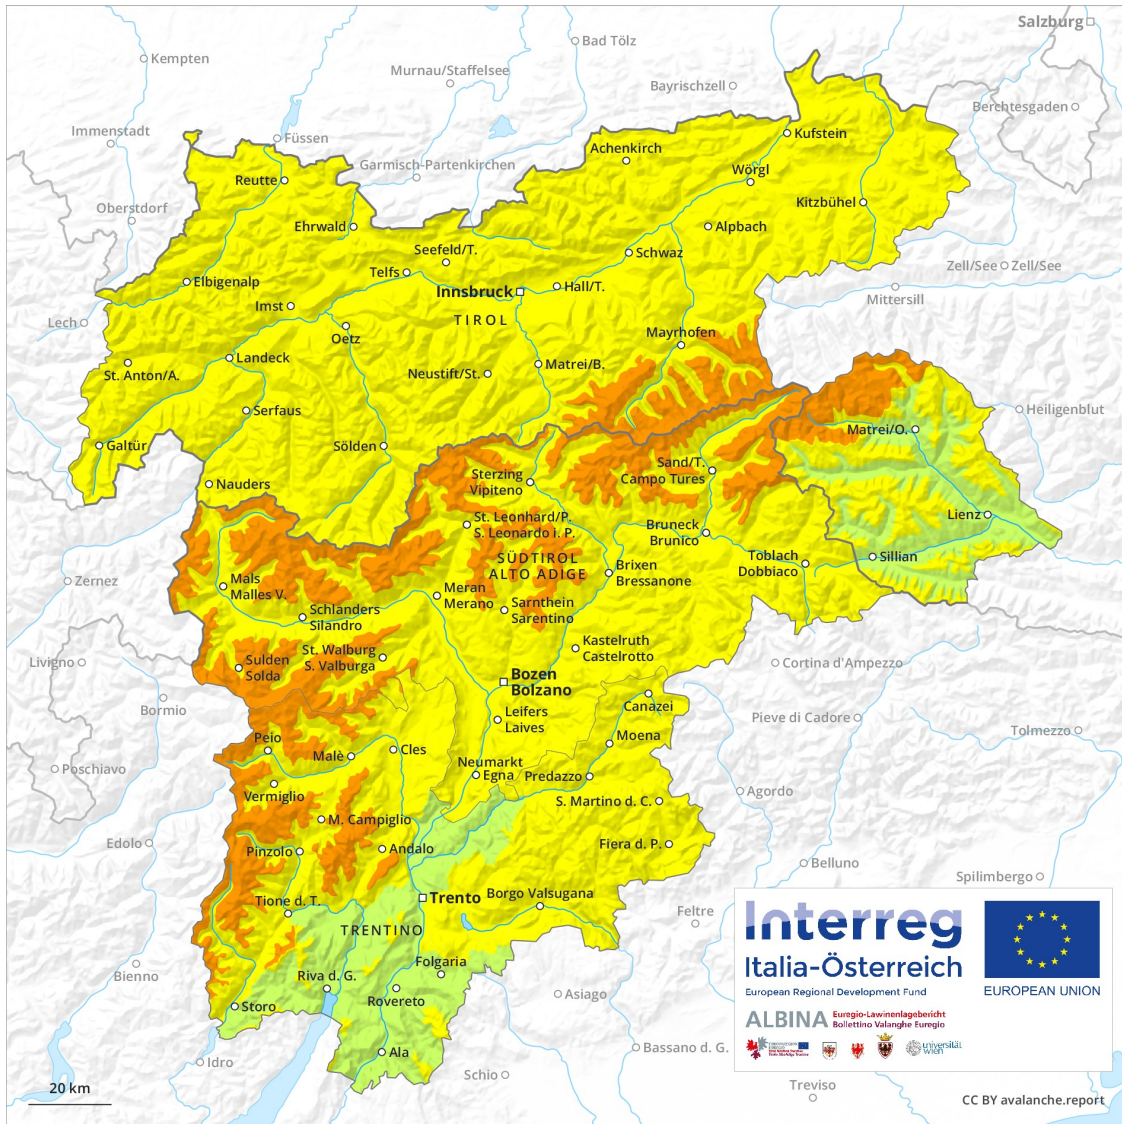 Salzburg
Bad Tölz
Kempten
Murnau/Staffelsee
Bayrischzell
Berchtesgaden
Immenstadt
Füssen
Kufstein
Achenkirch
Garmisch-Partenkirchen
Wörgl
Reutte
Oberstdorf
Kitzbühel
Ehrwald
Alpbach
Seefeld/T.
Schwaz
Telfs
Zell/See
Zell/See
Elbigenalp
Innsbruck
Hall/T.
Mittersill
Imst
TIROL
Lech
Oetz
Mayrhofen
Landeck
Matrei/B.
St. Anton/A.
Neustift/St.
Serfaus
Heiligenblut
Matrei/O.
Galtür
Sölden
Sand/T.
Campo Tures
Sterzing
Vipiteno
Nauders
St. Leonhard/P.
S. Leonardo i. P.
Lienz
Bruneck
Brunico
SÜDTIROL
ALTO ADIGE
Toblach
Dobbiaco
Sillian
Brixen
Bressanone
Zernez
Mals
Malles V.
Meran
Merano
Schlanders
Silandro
Sarnthein
Sarentino
Kastelruth
Castelrotto
St. Walburg
S. Valburga
Livigno
Sulden
Solda
Cortina d'Ampezzo
Bozen
Bolzano
Bormio
Canazei
Leifers
Laives
Pieve di Cadore
Tolmezzo
Peio
Moena
Malè
Cles
Neumarkt
Egna
Predazzo
Poschiavo
Vermiglio
Agordo
S. Martino d. C.
M. Campiglio
Edolo
Pinzolo
Andalo
Fiera d. P.
Belluno
Spilimbergo
Trento
Borgo Valsugana
Tione d. T.
Feltre
TRENTINO
Folgaria
Bienno
Riva d. G.
Rovereto
Asiago
Storo
Ala
Bassano d. G.
Idro
Schio
Treviso
20 km
Interreg
Italia-Österreich
European Regional Development Fund
EUROPEAN UNION
ALBINA
Euregio-Lawinenlagebericht
Bollettino Valanghe Euregio
universität
wien
CC BY avalanche.report